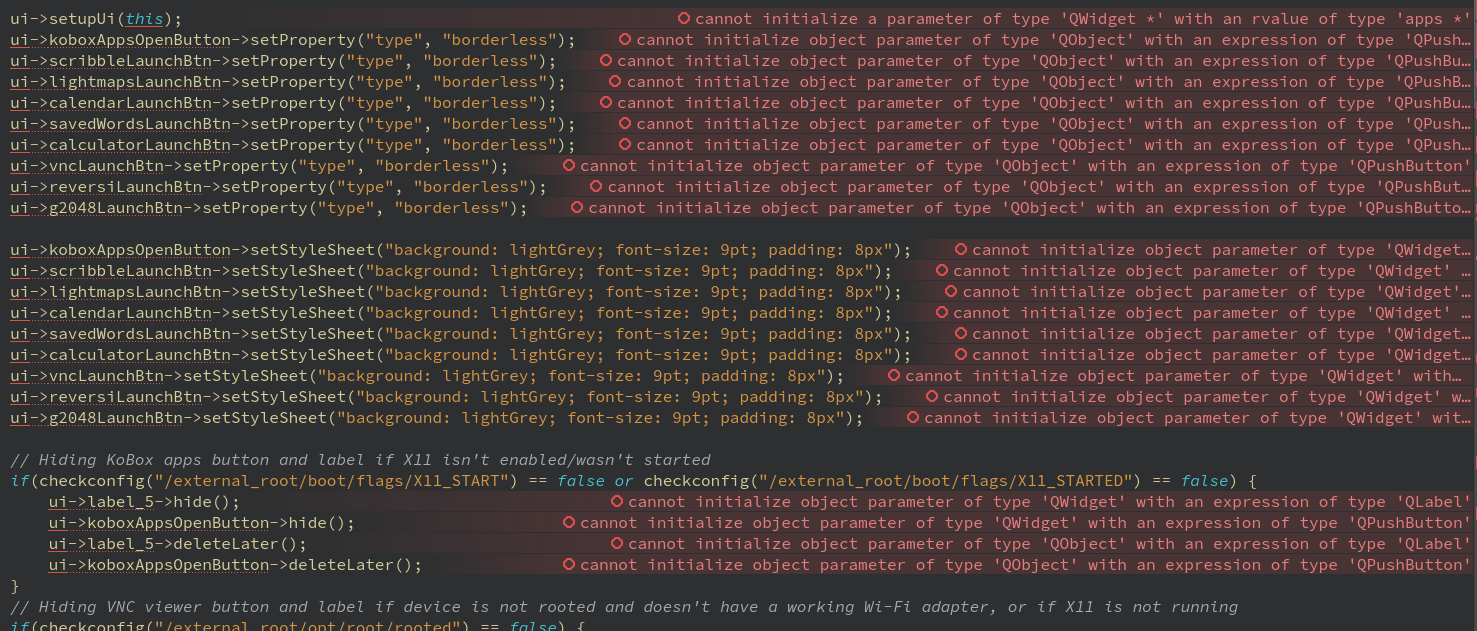 ui->setupUi(this); cannot initialize a parameter of type 'QWidget *' with an rvalue of type 'apps *'
ui->koboxAppsOpenButton->setProperty("type", "borderless"); cannot initialize object parameter of type 'QObject' with an expression of type 'QPush…
ui->scribbleLaunchBtn->setProperty("type", "borderless"); cannot initialize object parameter of type 'QObject' with an expression of type 'QPushBu…
ui->lightmapsLaunchBtn->setProperty("type", "borderless"); cannot initialize object parameter of type 'QObject' with an expression of type 'QPushB…
ui->calendarLaunchBtn->setProperty("type", "borderless"); cannot initialize object parameter of type 'QObject' with an expression of type 'QPushBu…
ui->savedWordsLaunchBtn->setProperty("type", "borderless"); cannot initialize object parameter of type 'QObject' with an expression of type 'QPush…
ui->calculatorLaunchBtn->setProperty("type", "borderless"); cannot initialize object parameter of type 'QObject' with an expression of type 'QPush…
ui->vncLaunchBtn->setProperty("type", "borderless"); cannot initialize object parameter of type 'QObject' with an expression of type 'QPushButton'
ui->reversiLaunchBtn->setProperty("type", "borderless"); cannot initialize object parameter of type 'QObject' with an expression of type 'QPushBut…
ui->g2048LaunchBtn->setProperty("type", "borderless"); cannot initialize object parameter of type 'QObject' with an expression of type 'QPushButto…
ui->koboxAppsOpenButton->setStyleSheet("background: lightGrey; font-size: 9pt; padding: 8px"); cannot initialize object parameter of type 'QWidget…
ui->scribbleLaunchBtn->setStyleSheet("background: lightGrey; font-size: 9pt; padding: 8px"); cannot initialize object parameter of type 'QWidget' …
ui->lightmapsLaunchBtn->setStyleSheet("background: lightGrey; font-size: 9pt; padding: 8px"); cannot initialize object parameter of type 'QWidget'…
ui->calendarLaunchBtn->setStyleSheet("background: lightGrey; font-size: 9pt; padding: 8px"); cannot initialize object parameter of type 'QWidget' …
ui->savedWordsLaunchBtn->setStyleSheet("background: lightGrey; font-size: 9pt; padding: 8px"); cannot initialize object parameter of type 'QWidget…
ui->calculatorLaunchBtn->setStyleSheet("background: lightGrey; font-size: 9pt; padding: 8px"); cannot initialize object parameter of type 'QWidget…
ui->vncLaunchBtn->setStyleSheet("background: lightGrey; font-size: 9pt; padding: 8px"); cannot initialize object parameter of type 'QWidget' with…
ui->reversiLaunchBtn->setStyleSheet("background: lightGrey; font-size: 9pt; padding: 8px"); cannot initialize object parameter of type 'QWidget' w…
ui->g2048LaunchBtn->setStyleSheet("background: lightGrey; font-size: 9pt; padding: 8px"); cannot initialize object parameter of type 'QWidget' wit…
// Hiding KoBox apps button and label if X11 isn't enabled/wasn't started
if(checkconfig("/external_root/boot/flags/X11_START") == false or checkconfig("/external_root/boot/flags/X11_STARTED") == false) {
ui->label_5->hide(); cannot initialize object parameter of type 'QWidget' with an expression of type 'QLabel'
ui->koboxAppsOpenButton->hide(); cannot initialize object parameter of type 'QWidget' with an expression of type 'QPushButton'
ui->label_5->deleteLater(); cannot initialize object parameter of type 'QObject' with an expression of type 'QLabel'
ui->koboxAppsOpenButton->deleteLater(); cannot initialize object parameter of type 'QObject' with an expression of type 'QPushButton'
}
// Hiding VNC viewer button and label if device is not rooted and doesn't have a working Wi-Fi adapter, or if X11 is not running
if(checkconfig("/external_root/opt/root/rooted") == false) {